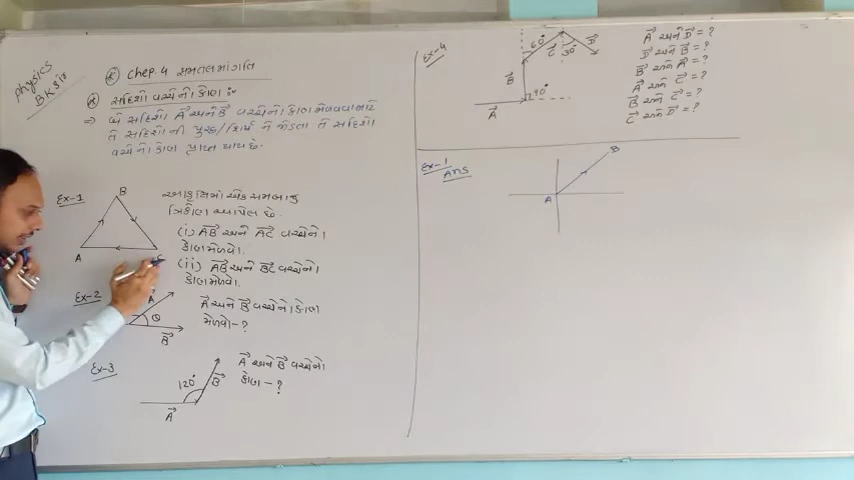 Physics
BK Sir
Chep. 4 સમતલમાં ગતિ
સદિશો વચ્ચેનો કોણ :-
⇒ બે સદિશો A⃗ અને B⃗ વચ્ચેનો કોણ મેળવવા માટે
તે સદિશોની પુચ્છ/શિર્ષ ને જોડતા તે સદિશો
વચ્ચેનો કોણ પ્રાપ્ત થાય છે.
Ex-1
B
A
C
આકૃતિમાં એક સમબાજુ
ત્રિકોણ આપેલ છે.
(i) AB⃗ અને AC⃗ વચ્ચેનો
કોણ મેળવો.
(ii) AB⃗ અને BC⃗ વચ્ચેનો
કોણ મેળવો.
Ex-2
A⃗
θ
B⃗
A⃗ અને B⃗ વચ્ચેનો કોણ
મેળવો-?
Ex-3
120°
B⃗
A⃗
A⃗ અને B⃗ વચ્ચેનો
કોણ-?
Ex-4
60°
C⃗
30°
D⃗
B⃗
90°
A⃗
A⃗ અને D⃗ = ?
D⃗ અને B⃗ = ?
B⃗ અને A⃗ = ?
A⃗ અને C⃗ = ?
B⃗ અને C⃗ = ?
C⃗ અને D⃗ = ?
Ex-1
Ans
B
A